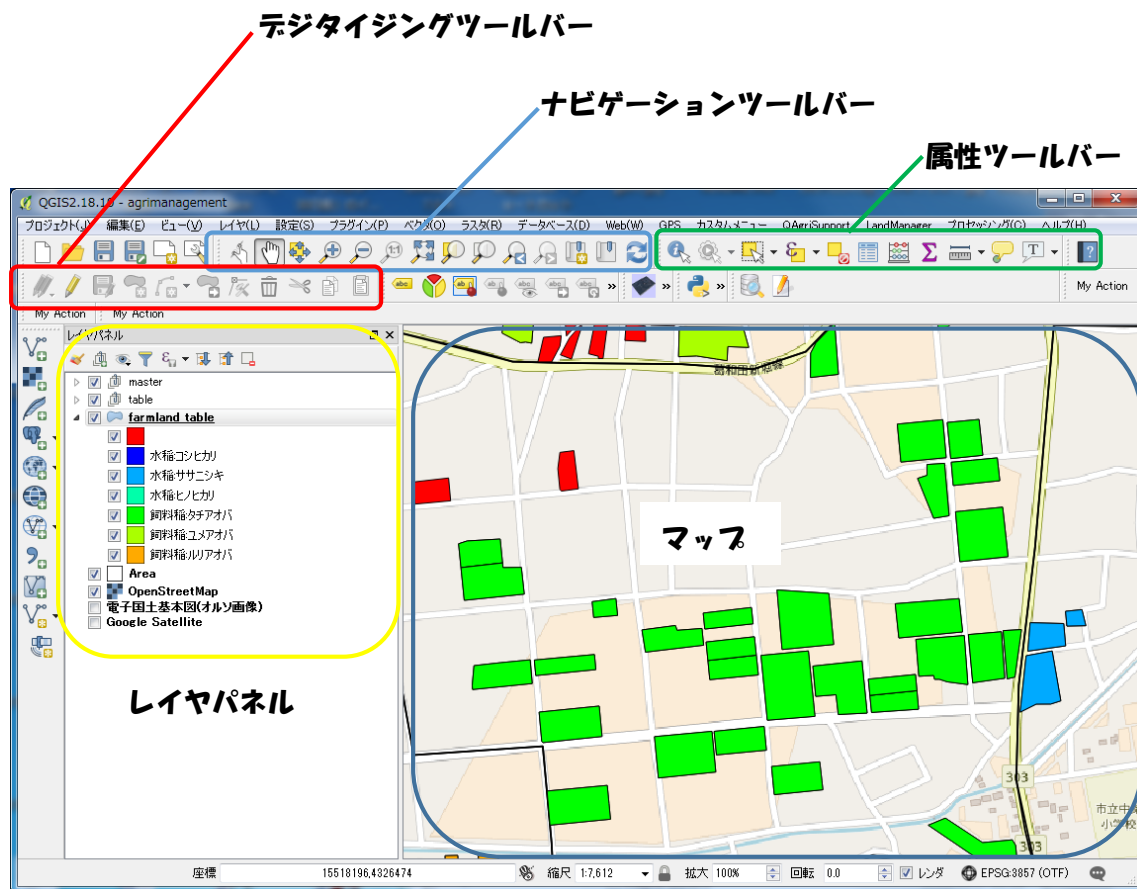 デジタイジングツールバー
ナビゲーションツールバー
属性ツールバー
QGIS2.18.10 - agrimanagement
プロジェクト(J) 編集(E) ビュー(V) レイヤ(L) 設定(S) プラグイン(P) ベクタ(O) ラスタ(R) データベース(D) Web(W) GPS カスタムメニュー QAgriSupport LandManager プロセッシング(C) ヘルプ(H)
My Action
My Action My Action
レイヤパネル
master
table
farmland table
水稲:コシヒカリ
水稲:ササニシキ
水稲:ヒノヒカリ
飼料稲:タチアオバ
飼料稲:ユメアオバ
飼料稲:ルリアオバ
Area
OpenStreetMap
電子国土基本図(オルソ画像)
Google Satellite
レイヤパネル
マップ
303
市立中
小学校
303
座標 15518196,4326474 縮尺 1:7,612 拡大 100% 回転 0.0 レンダ EPSG:3857 (OTF)